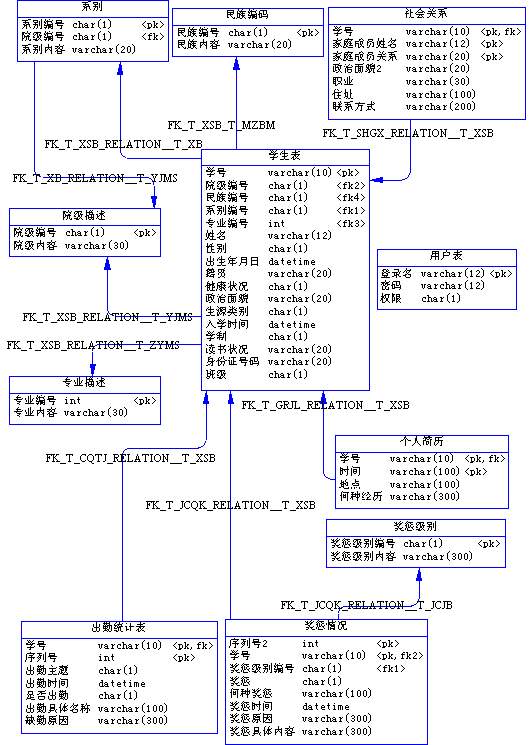 系别
系别编号 char(1) <pk>
院级编号 char(1) <fk>
系别内容 varchar(20)
民族编码
民族编号 char(1) <pk>
民族内容 varchar(20)
社会关系
学号 varchar(10) <pk,fk>
家庭成员姓名 varchar(12) <pk>
家庭成员关系 varchar(20) <pk>
政治面貌2 varchar(20)
职业 varchar(30)
住址 varchar(100)
联系方式 varchar(200)
FK_T_XSB_T_MZBM
FK_T_SHGX_RELATION__T_XSB
FK_T_XSB_RELATION__T_XB
FK_T_XB_RELATION__T_YJMS
学生表
学号 varchar(10) <pk>
院级编号 char(1) <fk2>
民族编号 char(1) <fk4>
系别编号 char(1) <fk1>
专业编号 int <fk3>
姓名 varchar(12)
性别 char(1)
出生年月日 datetime
籍贯 varchar(20)
健康状况 char(1)
政治面貌 varchar(20)
生源类别 char(1)
入学时间 datetime
学制 char(1)
读书状况 varchar(20)
身份证号码 varchar(20)
班级 char(1)
院级描述
院级编号 char(1) <pk>
院级内容 varchar(30)
用户表
登录名 varchar(12) <pk>
密码 varchar(12)
权限 char(1)
FK_T_XSB_RELATION__T_YJMS
FK_T_XSB_RELATION__T_ZYMS
专业描述
专业编号 int <pk>
专业内容 varchar(30)
FK_T_GRJL_RELATION__T_XSB
个人简历
学号 varchar(10) <pk,fk>
时间 varchar(100) <pk>
地点 varchar(100)
何种经历 varchar(300)
FK_T_CQTJ_RELATION__T_XSB
FK_T_JCQK_RELATION__T_XSB
奖惩级别
奖惩级别编号 char(1) <pk>
奖惩级别内容 varchar(300)
FK_T_JCQK_RELATION__T_JCJB
出勤统计表
学号 varchar(10) <pk,fk>
序列号 int <pk>
出勤主题 char(1)
出勤时间 datetime
是否出勤 char(1)
出勤具体名称 varchar(100)
缺勤原因 varchar(300)
奖惩情况
序列号2 int <pk>
学号 varchar(10) <pk,fk2>
奖惩级别编号 char(1) <fk1>
奖惩 char(1)
何种奖惩 varchar(100)
奖惩时间 datetime
奖惩原因 varchar(300)
奖惩具体内容 varchar(300)